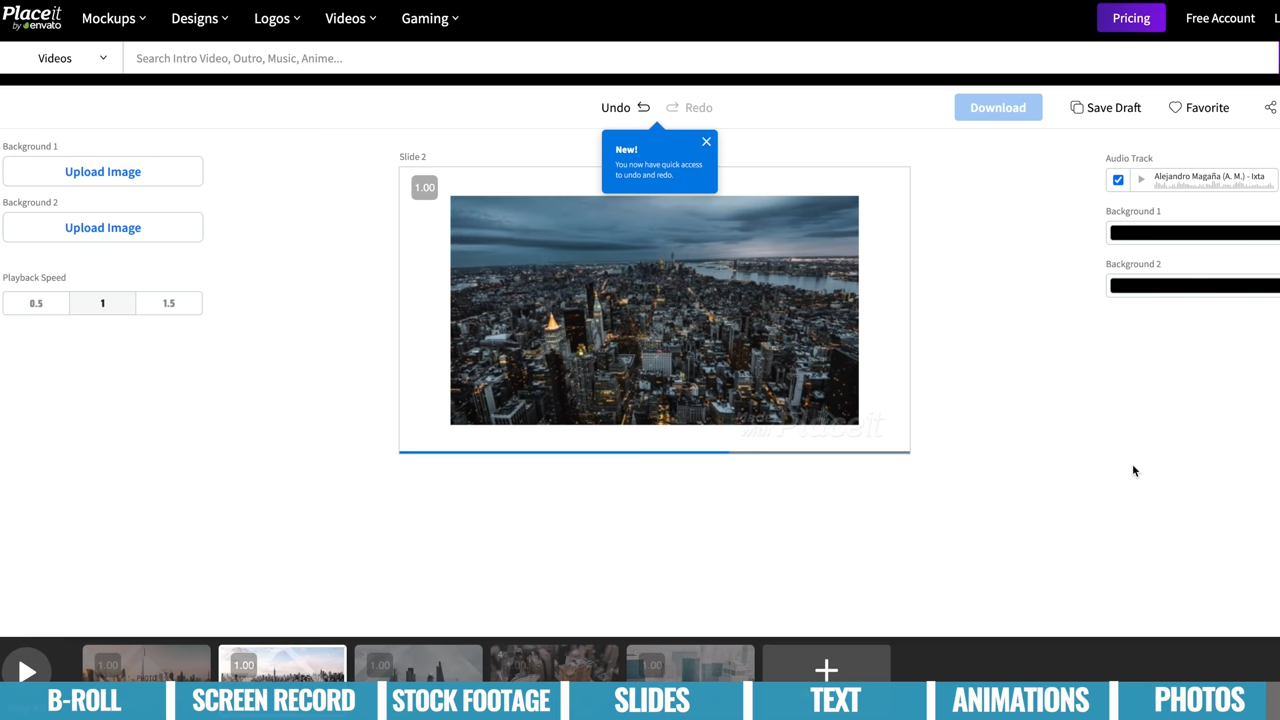 Placeit
by envato
Mockups
Designs
Logos
Videos
Gaming
Pricing
Free Account
Videos
Search Intro Video, Outro, Music, Anime...
Undo
Redo
Download
Save Draft
Favorite
Background 1
Upload Image
Background 2
Upload Image
Playback Speed
0.5
1
1.5
Slide 2
1.00
New!
You now have quick access
to undo and redo.
Placeit
Audio Track
Alejandro Magaña (A. M.) - Ixta
Background 1
Background 2
1.00
1.00
1.00
1.00
B-ROLL
SCREEN RECORD
STOCK FOOTAGE
SLIDES
TEXT
ANIMATIONS
PHOTOS